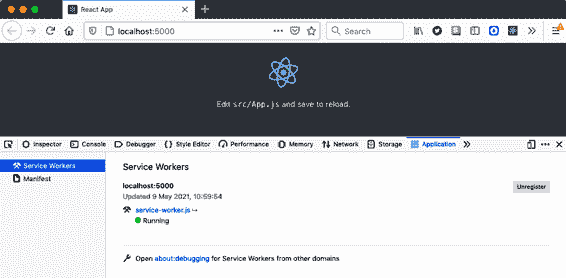 React App
localhost:5000
Search
Edit src/App.js and save to reload.
Inspector Console Debugger Style Editor Performance Memory Network Storage Application
Service Workers
Manifest
Service Workers
localhost:5000
Updated 9 May 2021, 10:59:54
Unregister
service-worker.js
Running
Open about:debugging for Service Workers from other domains